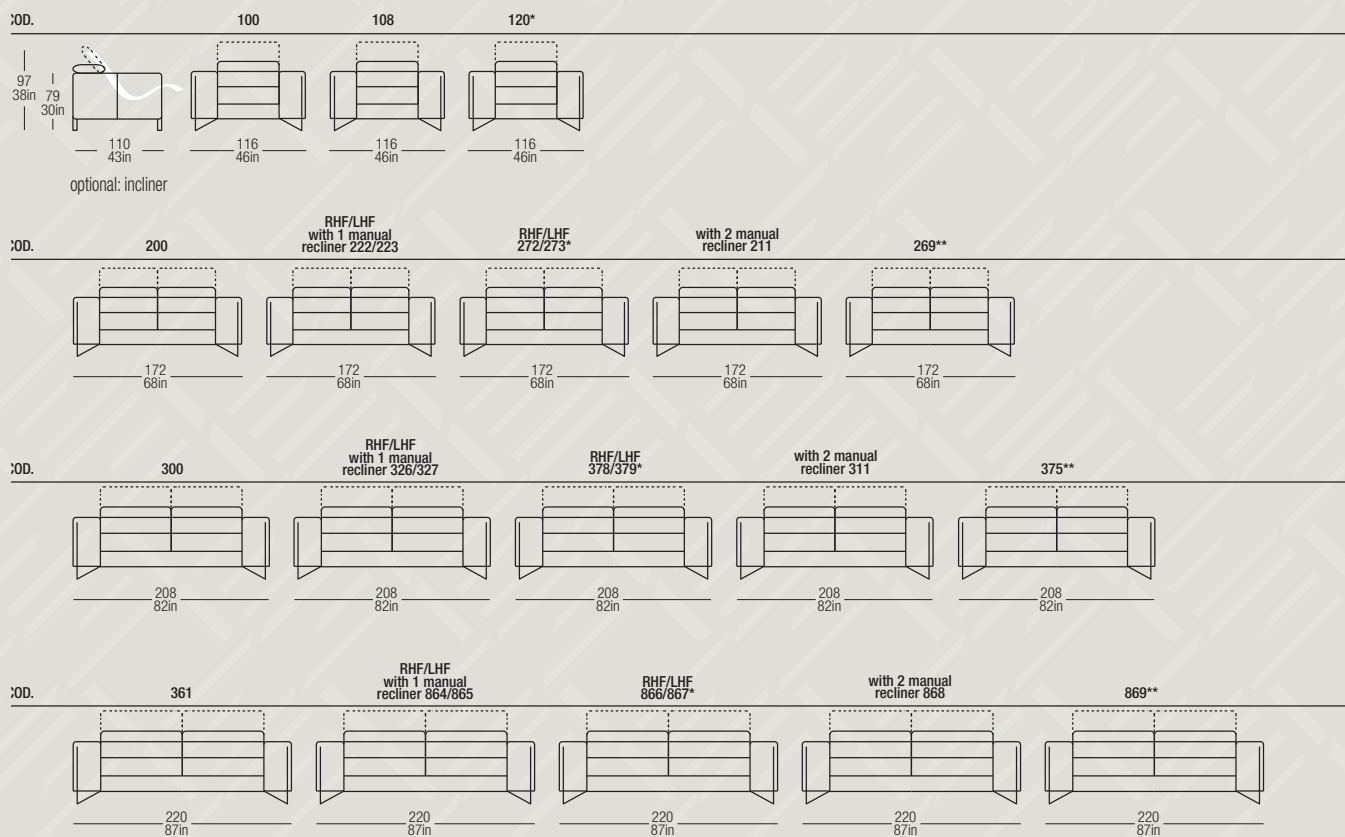 COD. 100 108 120*
97
38in
79
30in
110 116 116 116
43in 46in 46in 46in
optional: incliner
RHF/LHF
with 1 manual RHF/LHF with 2 manual
COD. 200 recliner 222/223 272/273* recliner 211 269**
172 172 172 172 172
68in 68in 68in 68in 68in
RHF/LHF
with 1 manual RHF/LHF with 2 manual
COD. 300 recliner 326/327 378/379* recliner 311 375**
208 208 208 208 208
82in 82in 82in 82in 82in
RHF/LHF
with 1 manual RHF/LHF with 2 manual
COD. 361 recliner 864/865 866/867* recliner 868 869**
220 220 220 220 220
87in 87in 87in 87in 87in